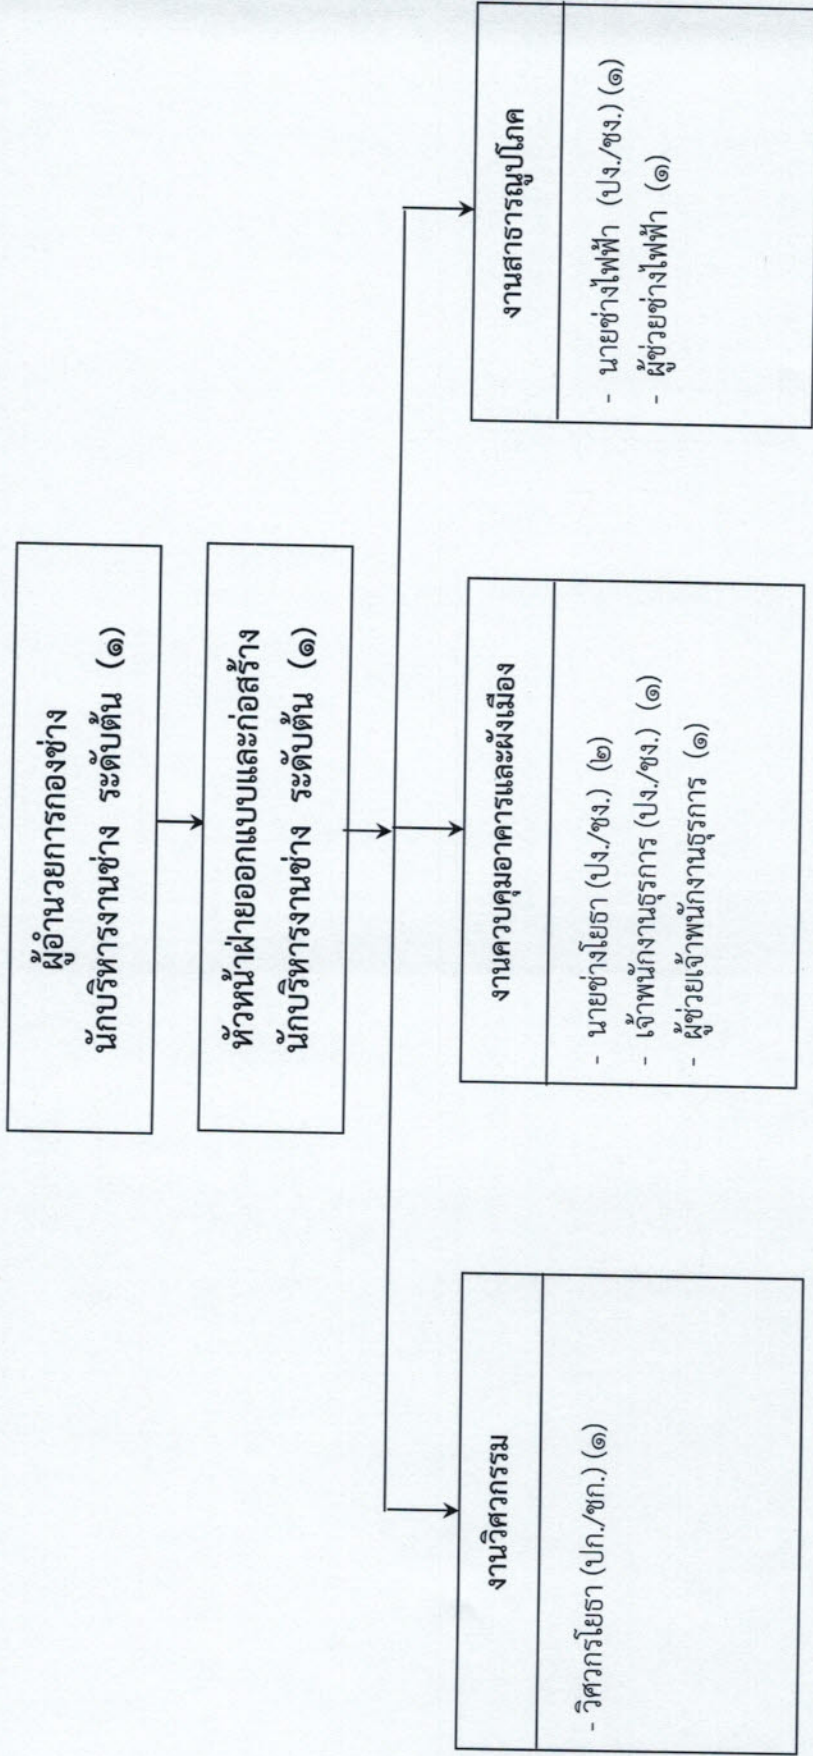 ผู้อำนวยการกองช่าง
นักบริหารงานช่าง ระดับต้น (๑)
หัวหน้าฝ่ายออกแบบและก่อสร้าง
นักบริหารงานช่าง ระดับต้น (๑)
งานวิศวกรรม
- วิศวกรโยธา (ปก./ชก.) (๑)
งานควบคุมอาคารและผังเมือง
- นายช่างโยธา (ปง./ชง.) (๒)
- เจ้าพนักงานธุรการ (ปง./ชง.) (๑)
- ผู้ช่วยเจ้าพนักงานธุรการ (๑)
งานสาธารณูปโภค
- นายช่างไฟฟ้า (ปง./ชง.) (๑)
- ผู้ช่วยช่างไฟฟ้า (๑)